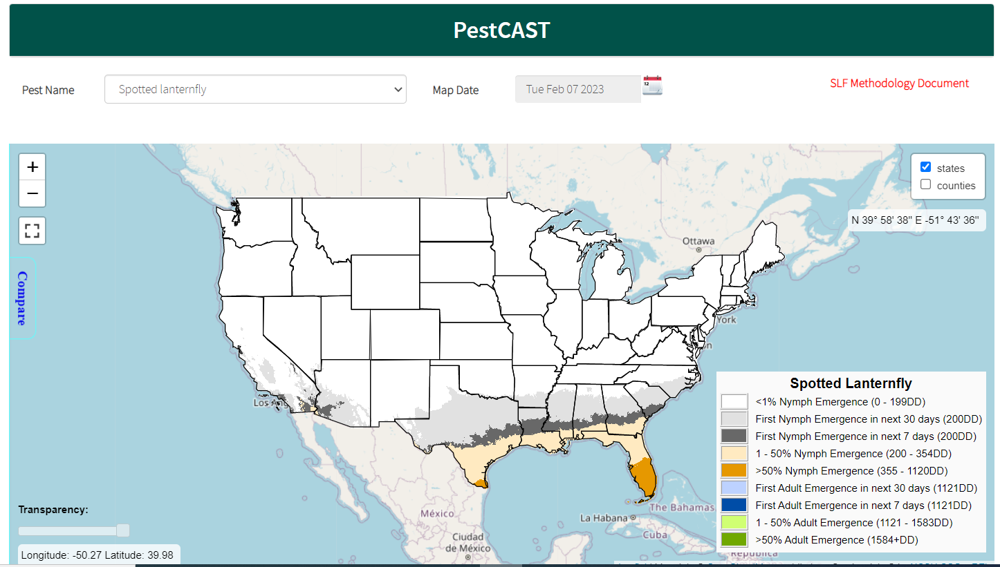 PestCAST
Pest Name
Spotted lanternfly
Map Date
Tue Feb 07 2023
12
SLF Methodology Document
+
−
states
counties
N 39° 58' 38'' E -51° 43' 36''
Compare
Ottawa
York
Los Ang
Spotted Lanternfly
<1% Nymph Emergence (0 - 199DD)
First Nymph Emergence in next 30 days (200DD)
First Nymph Emergence in next 7 days (200DD)
1 - 50% Nymph Emergence (200 - 354DD)
>50% Nymph Emergence (355 - 1120DD)
First Adult Emergence in next 30 days (1121DD)
First Adult Emergence in next 7 days (1121DD)
1 - 50% Adult Emergence (1121 - 1583DD)
>50% Adult Emergence (1584+DD)
The Bahamas
La Habana
Cuba
México
Ciudad
de México
República
Transparency:
Longitude: -50.27 Latitude: 39.98